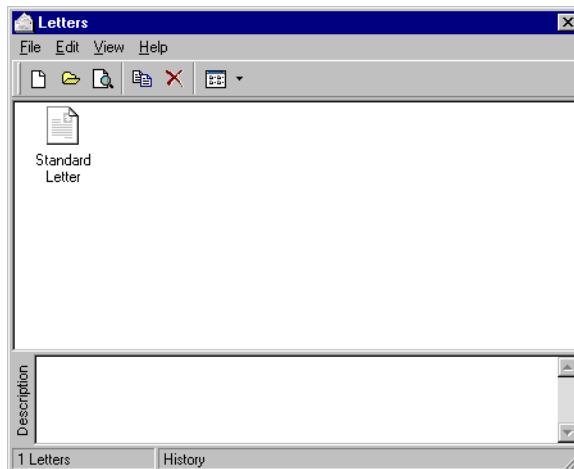 Letters
File Edit View Help
Standard
Letter
Description
1 Letters History